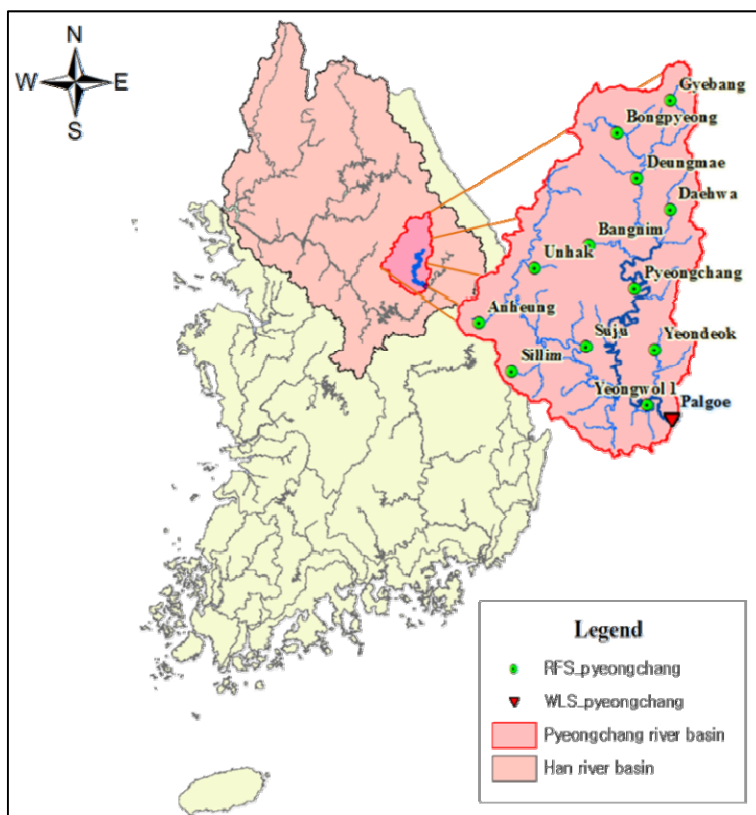 N
W E
S
Gyebang
Bongpyeong
Deungmae
Daehwa
Bangnim
Unhak
Pyeongchang
Anheung
Suju
Yeondeok
Sillim
Yeongwol 1
Palgoe
Legend
RFS_pyeongchang
WLS_pyeongchang
Pyeongchang river basin
Han river basin